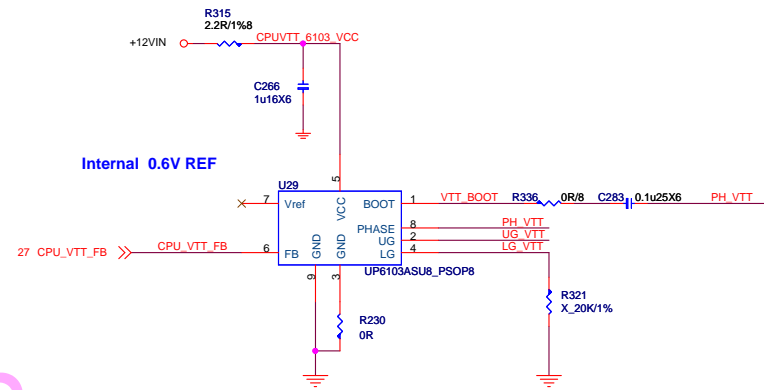 R315
2.2R/1%8
+12VIN
CPUVTT_6103_VCC
C266
1u16X6
Internal 0.6V REF
U29
5
7
Vref
VCC
BOOT
1
VTT_BOOT
R336
0R/8
C283
0.1u25X6
PH_VTT
PHASE
8
PH_VTT
UG
2
UG_VTT
27 CPU_VTT_FB
CPU_VTT_FB
6
FB
GND
GND
LG
4
LG_VTT
UP6103ASU8_PSOP8
9
3
R321
X_20K/1%
R230
0R